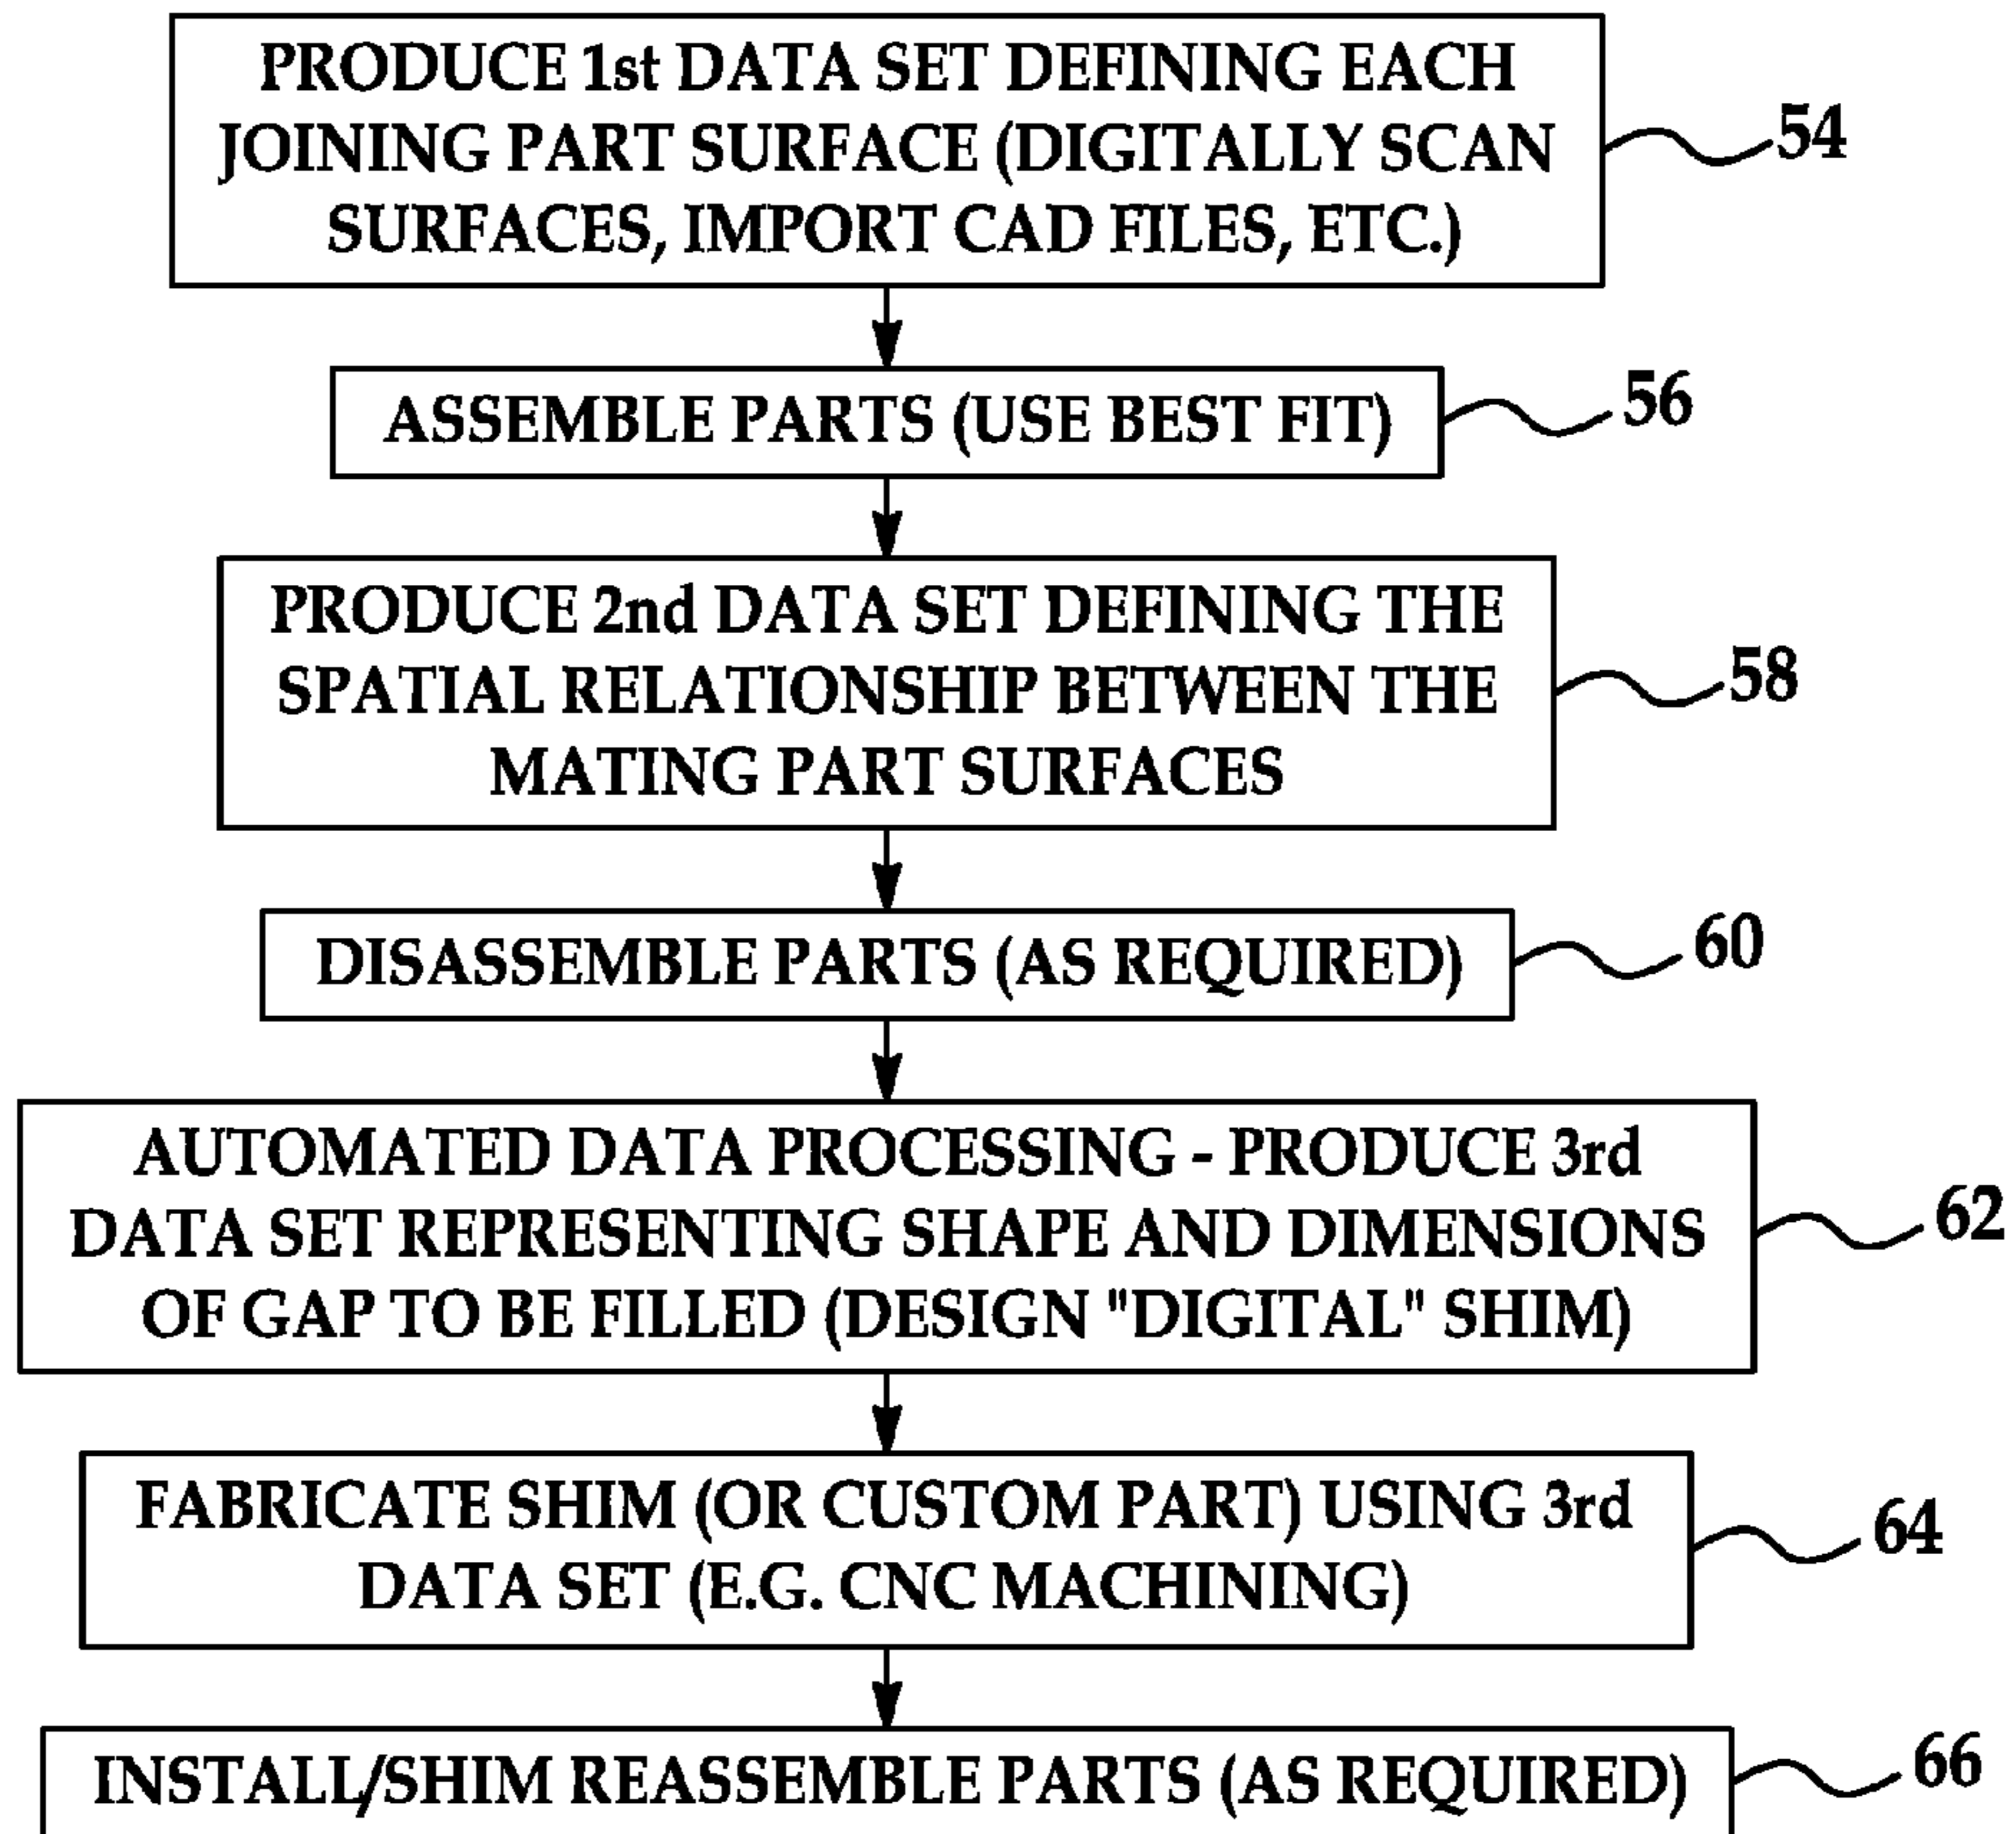 PRODUCE 1st DATA SET DEFINING EACH
JOINING PART SURFACE (DIGITALLY SCAN
SURFACES, IMPORT CAD FILES, ETC.)
54
ASSEMBLE PARTS (USE BEST FIT)
56
PRODUCE 2nd DATA SET DEFINING THE
SPATIAL RELATIONSHIP BETWEEN THE
MATING PART SURFACES
58
DISASSEMBLE PARTS (AS REQUIRED)
60
AUTOMATED DATA PROCESSING - PRODUCE 3rd
DATA SET REPRESENTING SHAPE AND DIMENSIONS
OF GAP TO BE FILLED (DESIGN "DIGITAL" SHIM)
62
FABRICATE SHIM (OR CUSTOM PART) USING 3rd
DATA SET (E.G. CNC MACHINING)
64
INSTALL/SHIM REASSEMBLE PARTS (AS REQUIRED)
66